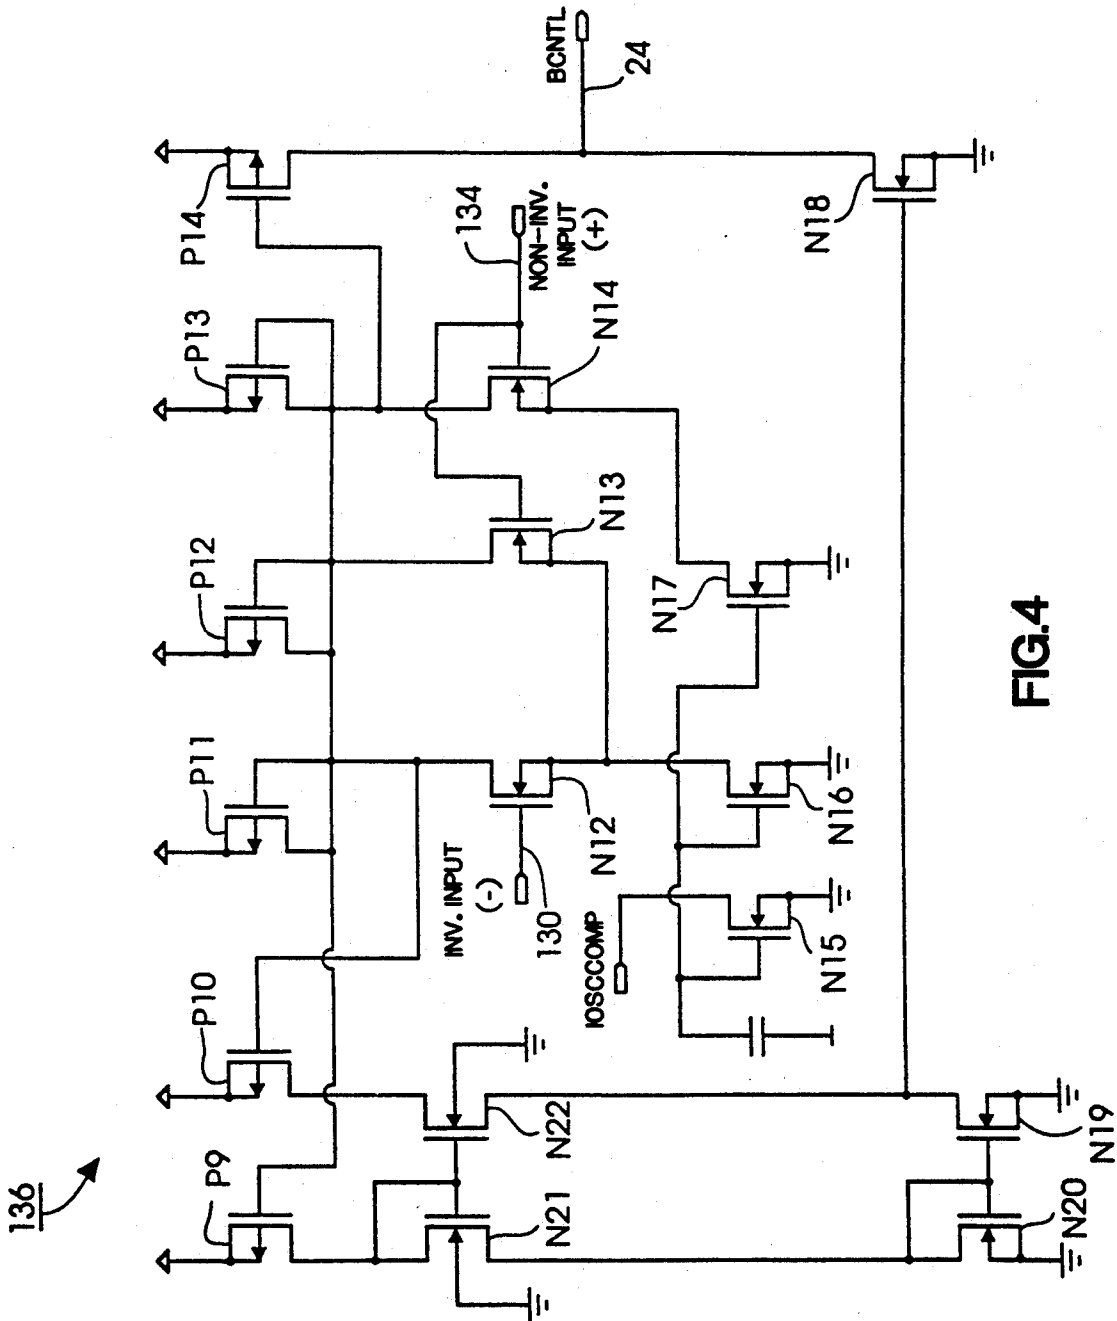 136
P9
P10
P11
P12
P13
P14
BCNTL
24
134
NON-INV.
INPUT
(+)
N14
N13
INV. INPUT
(-)
130
N12
IOSCCOMP
N15
N16
N17
N18
N22
N21
N19
N20
FIG.4